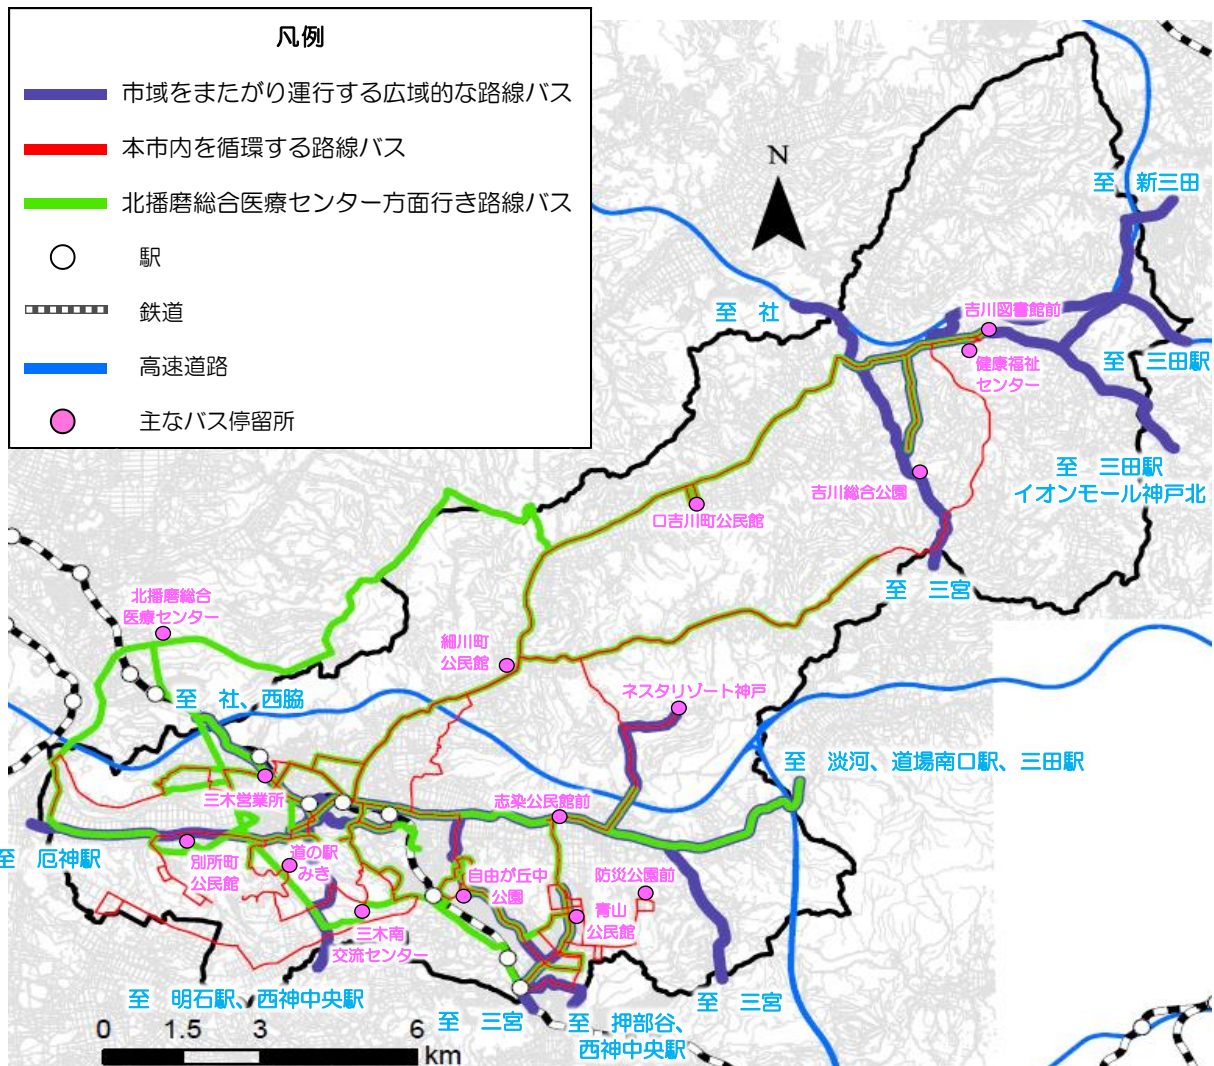 凡例
市域をまたがり運行する広域的な路線バス
本市内を循環する路線バス
北播磨総合医療センター方面行き路線バス
駅
鉄道
高速道路
主なバス停留所
N
至　新三田
至　社
吉川図書館前
至　三田駅
健康福祉
センター
至　三田駅
イオンモール神戸北
吉川総合公園
口吉川町公民館
至　三宮
北播磨総合
医療センター
細川町
公民館
ネスタリゾート神戸
至　社、西脇
至　淡河、道場南口駅、三田駅
三木営業所
志染公民館前
至　厄神駅
別所町
公民館
道の駅
みき
自由が丘中
公園
防災公園前
青山
公民館
三木南
交流センター
至　明石駅、西神中央駅
至　三宮
至　三宮
至　押部谷、
西神中央駅
0 1.5 3 6
km